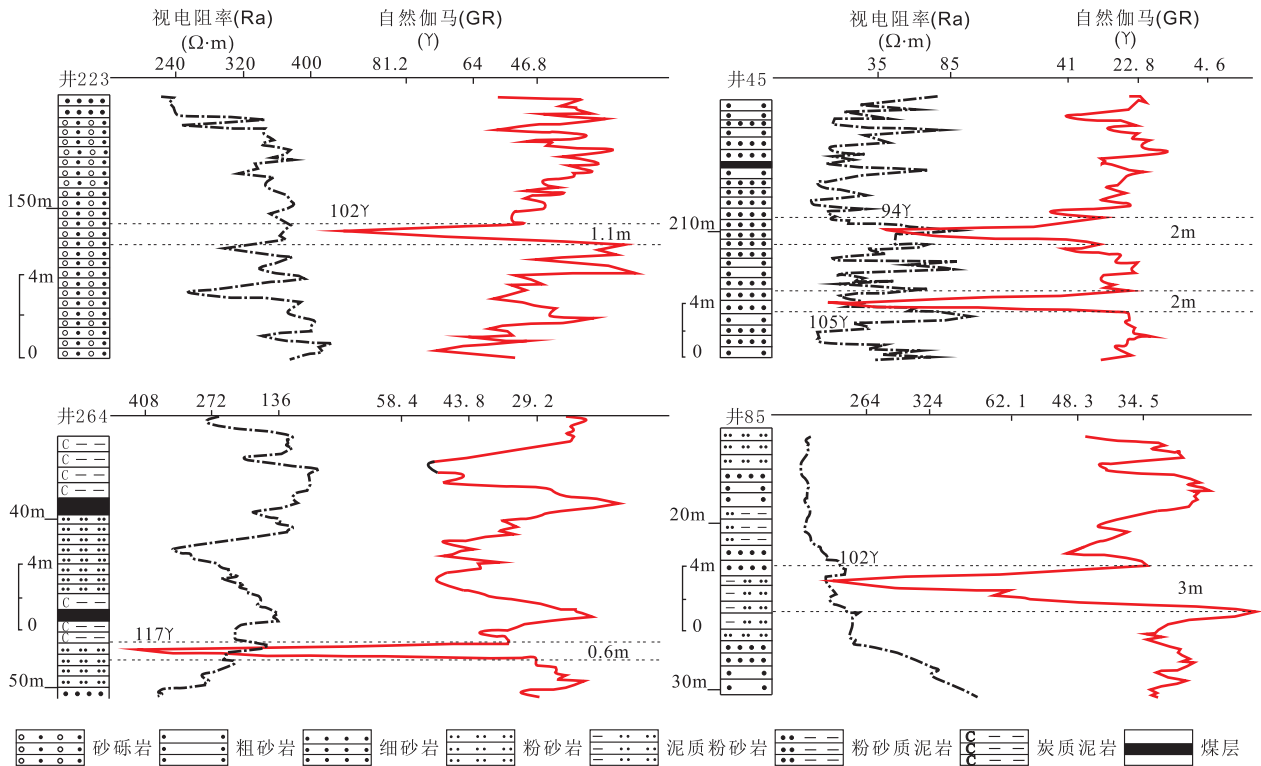 视电阻率(Ra) 自然伽马(GR)
(Ω·m) (Υ)
240 320 400 81.2 64 46.8
井223
150m
102Υ
1.1m
4m
0
视电阻率(Ra) 自然伽马(GR)
(Ω·m) (Υ)
35 85 41 22.8 4.6
井45
94Υ
210m
2m
2m
4m
105Υ
0
408 272 136 58.4 43.8 29.2
井264
C
C
C
C
40m
4m
C
0
C
C
117Υ
0.6m
50m
264 324 62.1 48.3 34.5
井85
20m
102Υ
4m
3m
0
30m
砂砾岩 粗砂岩 细砂岩 粉砂岩 泥质粉砂岩 粉砂质泥岩 C C C 炭质泥岩 煤层